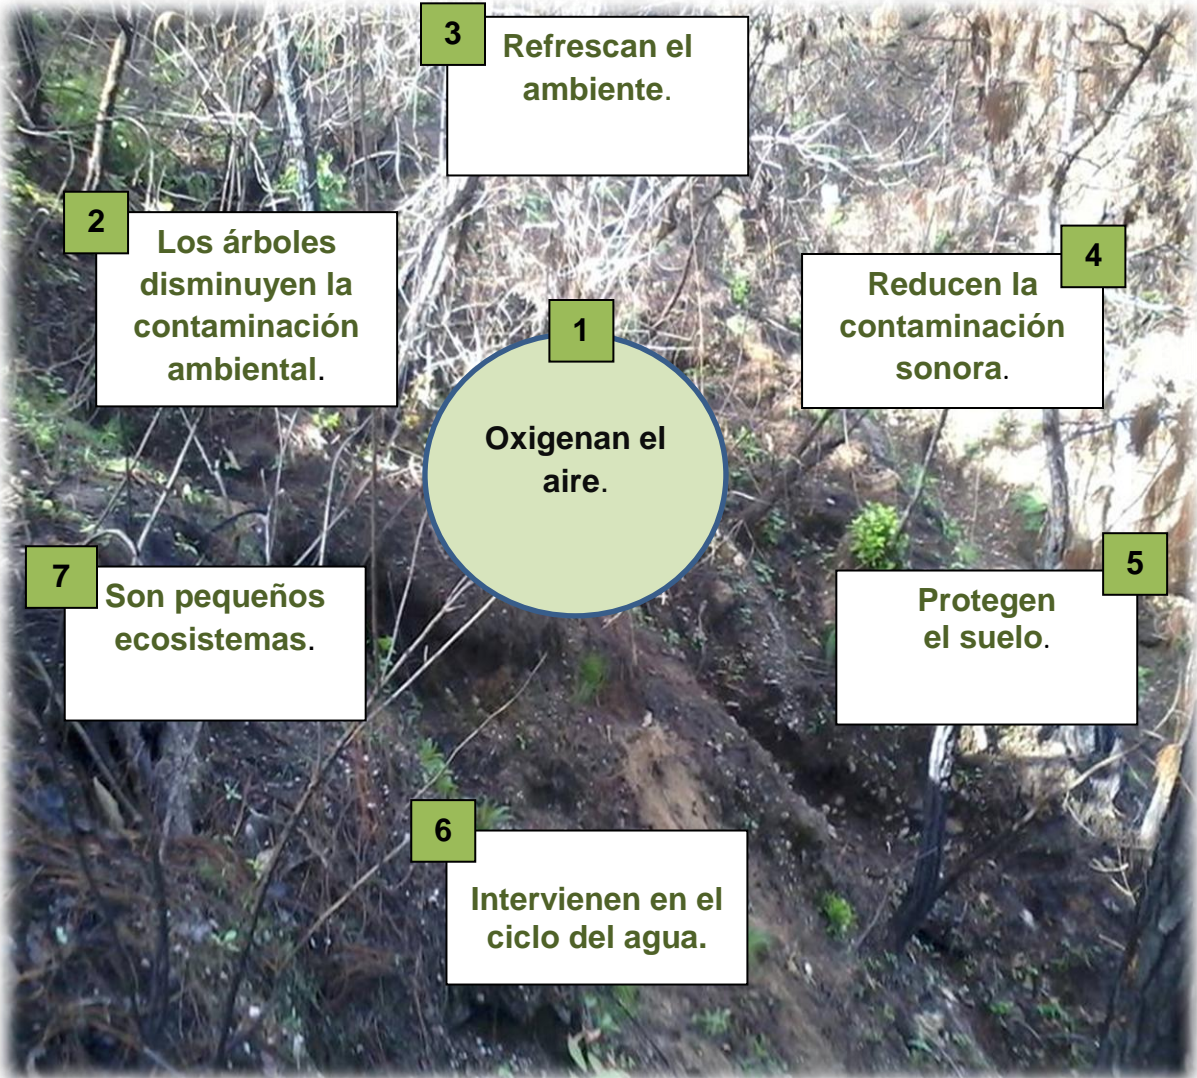 1
Oxigenan el
aire.
2
Los árboles
disminuyen la
contaminación
ambiental.
3
Refrescan el
ambiente.
4
Reducen la
contaminación
sonora.
5
Protegen
el suelo.
6
Intervienen en el
ciclo del agua.
7
Son pequeños
ecosistemas.